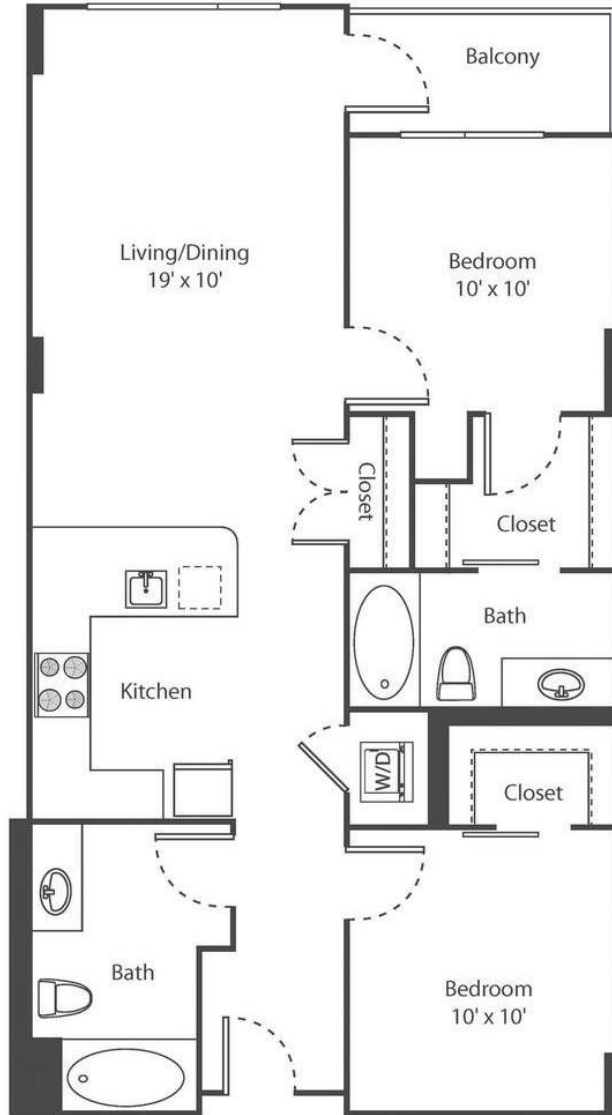 Balcony
Living/Dining
19' x 10'
Bedroom
10' x 10'
Closet
Closet
Bath
Kitchen
W/D
Closet
Bath
Bedroom
10' x 10'